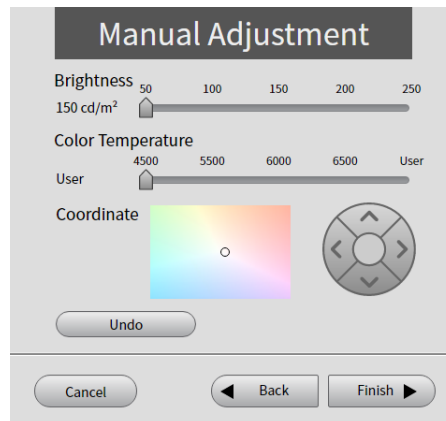 Manual Adjustment
Brightness
50 100 150 200 250
150 cd/m²
Color Temperature
4500 5500 6000 6500 User
User
Coordinate
Undo
Cancel Back Finish